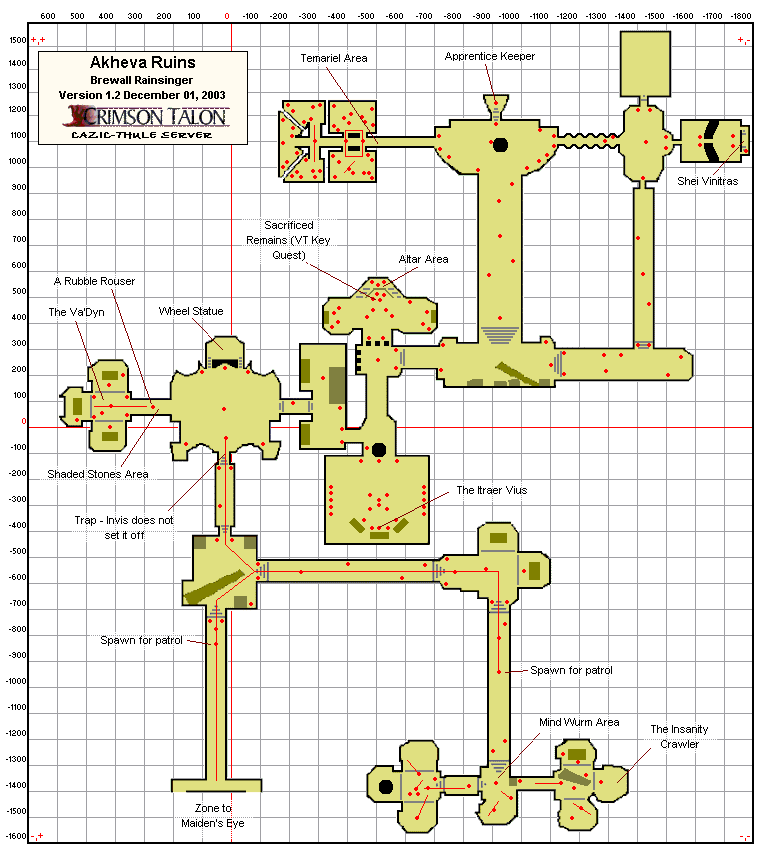 600 500 400 300 200 100 0 -100 -200 -300 -400 -500 -600 -700 -800 -900 -1000 -1100 -1200 -1300 -1400 -1500 -1600 -1700 -1800
1500
1400
1300
1200
1100
1000
900
800
700
600
500
400
300
200
100
0
-100
-200
-300
-400
-500
-600
-700
-800
-900
-1000
-1100
-1200
-1300
-1400
-1500
-1600
Akheva Ruins
Brewall Rainsinger
Version 1.2 December 01, 2003
CRIMSON TALON
CAZIC-THULE SERVER
Temariel Area
Apprentice Keeper
Shei Vinitras
Sacrificed
Remains (VT Key
Quest)
Altar Area
A Rubble Rouser
The Va'Dyn
Wheel Statue
Shaded Stones Area
Trap - Invis does not
set it off
The Itraer Vius
Spawn for patrol
Spawn for patrol
Mind Wurm Area
The Insanity
Crawler
Zone to
Maiden's Eye